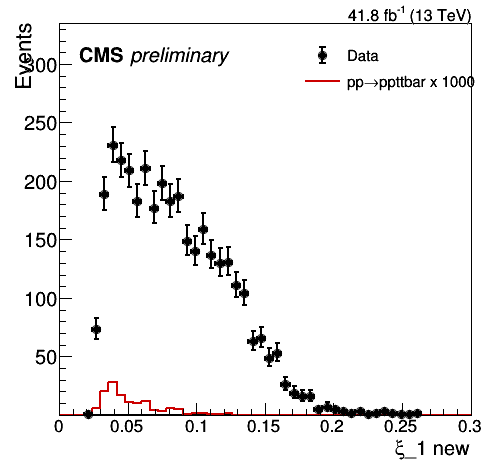 41.8 fb⁻¹ (13 TeV)
Events
CMS preliminary
Data
pp→ppttbar x 1000
300
250
200
150
100
50
0
0.05
0.1
0.15
0.2
0.25
0.3
ξ_1 new